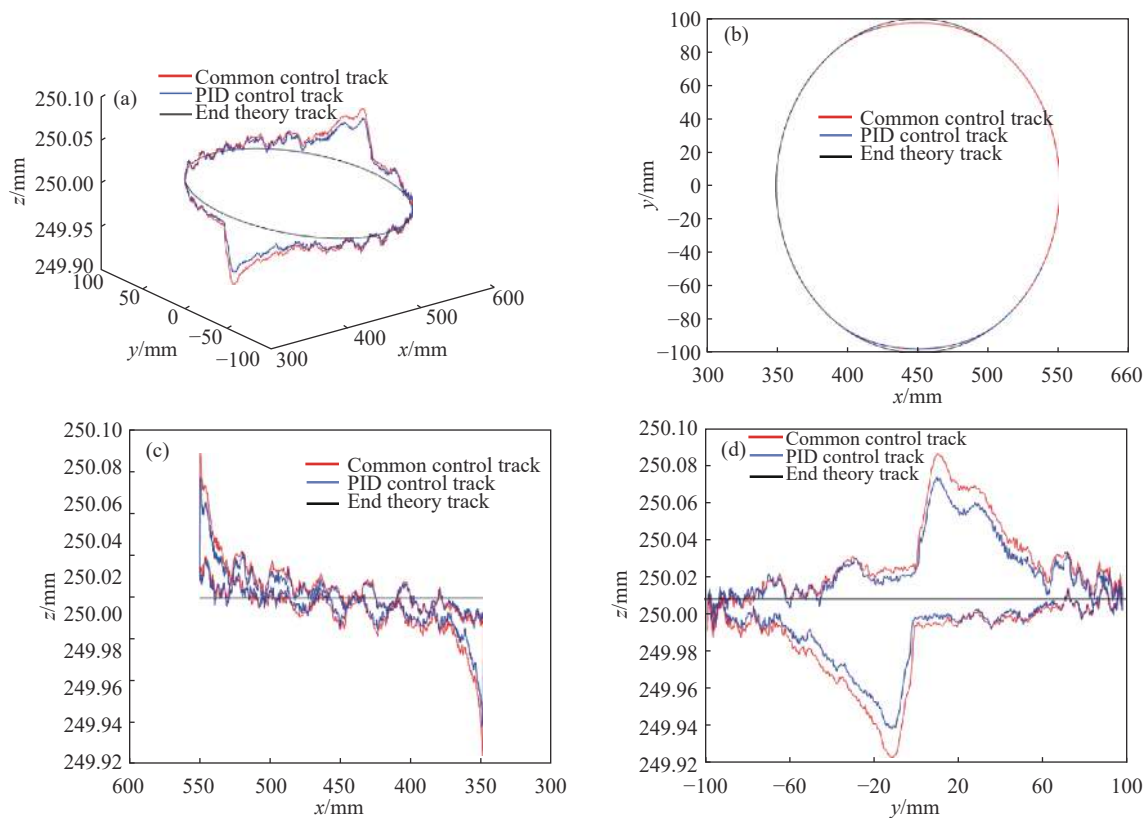 (a)
Common control track
PID control track
End theory track
250.10
250.05
250.00
249.95
249.90
z/mm
100
50
0
−50
−100
y/mm
300
400
500
600
x/mm
(b)
Common control track
PID control track
End theory track
100
80
60
40
20
0
−20
−40
−60
−80
−100
y/mm
300 350 400 450 500 550 660
x/mm
(c)
Common control track
PID control track
End theory track
250.10
250.08
250.06
250.04
250.02
250.00
249.98
249.96
249.94
249.92
z/mm
600 550 500 450 400 350 300
x/mm
(d)
Common control track
PID control track
End theory track
250.10
250.08
250.06
250.04
250.02
250.00
249.98
249.96
249.94
249.92
z/mm
−100 −60 −20 20 60 100
y/mm